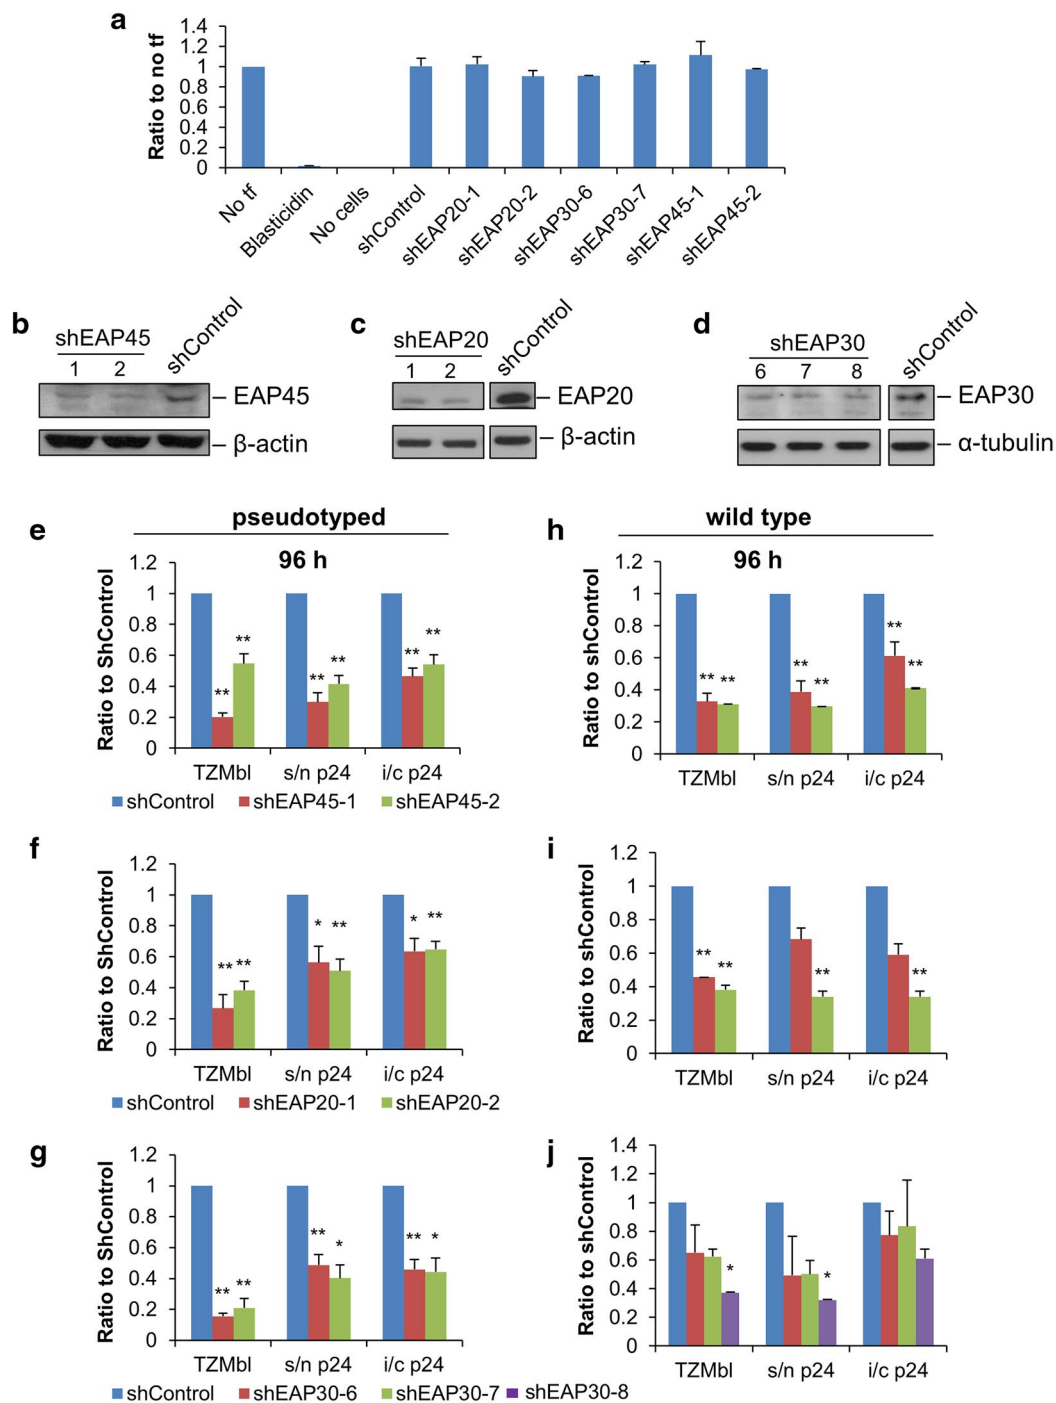 a
Ratio to no tf
1.4
1.2
1
0.8
0.6
0.4
0.2
0
No tf
Blasticidin
No cells
shControl
shEAP20-1
shEAP20-2
shEAP30-6
shEAP30-7
shEAP45-1
shEAP45-2
b
shEAP45
shControl
1 2
EAP45
β-actin
c
shEAP20
shControl
1 2
EAP20
β-actin
d
shEAP30
shControl
6 7 8
EAP30
α-tubulin
pseudotyped
e
96 h
Ratio to ShControl
1.2
1
0.8
0.6
0.4
0.2
0
** **
** **
** **
TZMbl s/n p24 i/c p24
shControl shEAP45-1 shEAP45-2
wild type
h
96 h
Ratio to shControl
1.2
1
0.8
0.6
0.4
0.2
0
** **
** **
** **
TZMbl s/n p24 i/c p24
f
Ratio to ShControl
1.2
1
0.8
0.6
0.4
0.2
0
** **
* **
* **
TZMbl s/n p24 i/c p24
shControl shEAP20-1 shEAP20-2
i
Ratio to shControl
1.2
1
0.8
0.6
0.4
0.2
0
** **
**
**
TZMbl s/n p24 i/c p24
g
Ratio to ShControl
1.2
1
0.8
0.6
0.4
0.2
0
** **
** *
** *
TZMbl s/n p24 i/c p24
j
Ratio to shControl
1.4
1.2
1
0.8
0.6
0.4
0.2
0
*
*
TZMbl s/n p24 i/c p24
shControl shEAP30-6 shEAP30-7 shEAP30-8